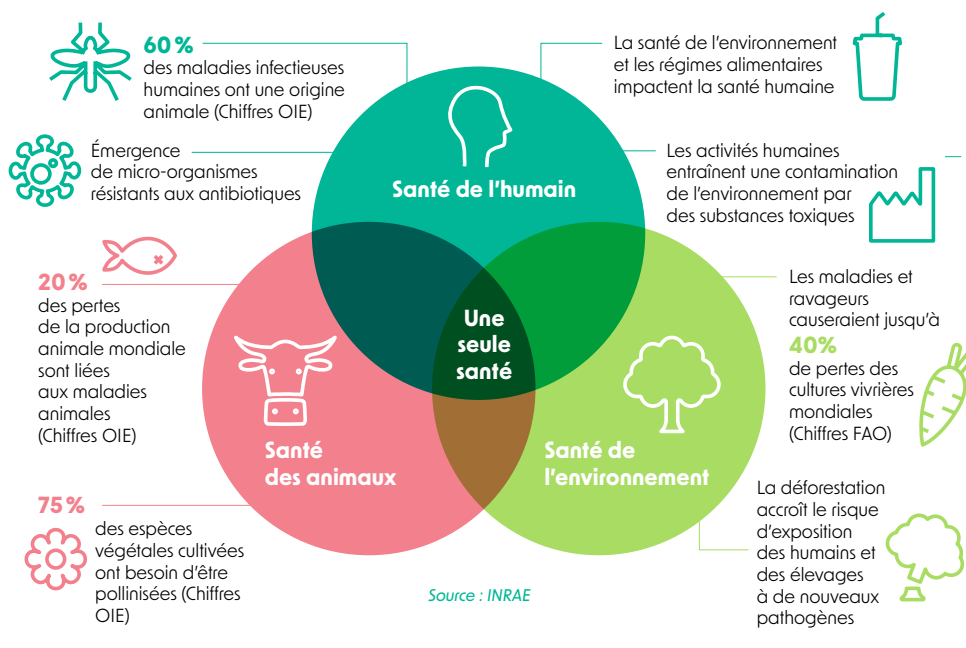 60 %
des maladies infectieuses
humaines ont une origine
animale (Chiffres OIE)
Émergence
de micro-organismes
résistants aux antibiotiques
20 %
des pertes
de la production
animale mondiale
sont liées
aux maladies
animales
(Chiffres OIE)
75 %
des espèces
végétales cultivées
ont besoin d’être
pollinisées (Chiffres
OIE)
Santé de l’humain
Une
seule
santé
Santé
des animaux
Santé de
l’environnement
Source : INRAE
La santé de l’environnement
et les régimes alimentaires
impactent la santé humaine
Les activités humaines
entraînent une contamination
de l’environnement par
des substances toxiques
Les maladies et
ravageurs
causeraient jusqu’à
40%
de pertes des
cultures vivrières
mondiales
(Chiffres FAO)
La déforestation
accroît le risque
d’exposition
des humains et
des élevages
à de nouveaux
pathogènes